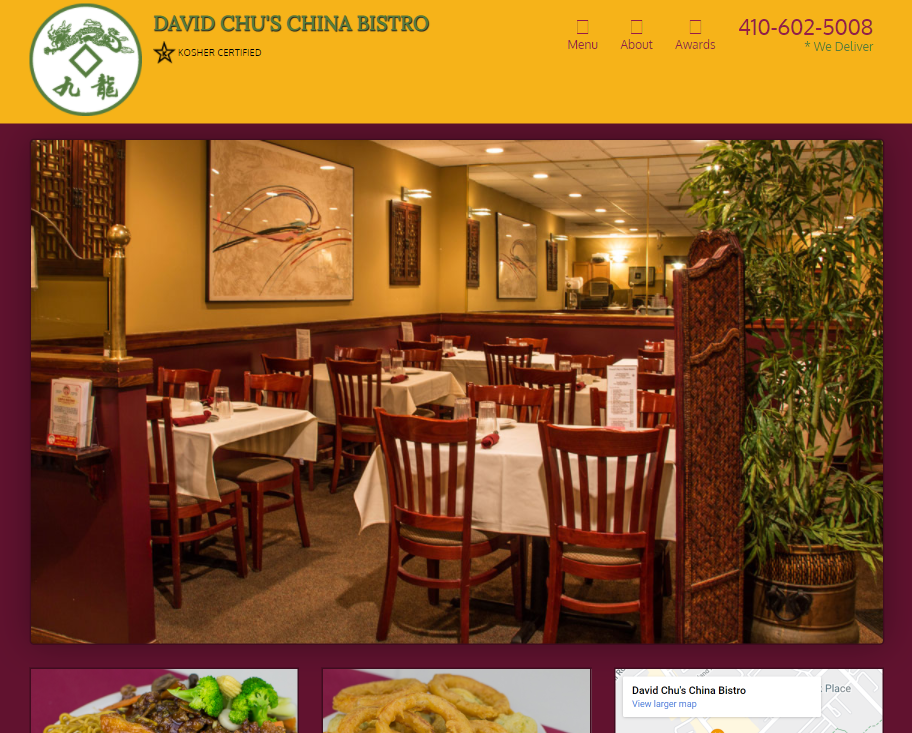 DAVID CHU'S CHINA BISTRO
KOSHER CERTIFIED
九龍
Menu
About
Awards
410-602-5008
* We Deliver
David Chu's China Bistro
View larger map
Place